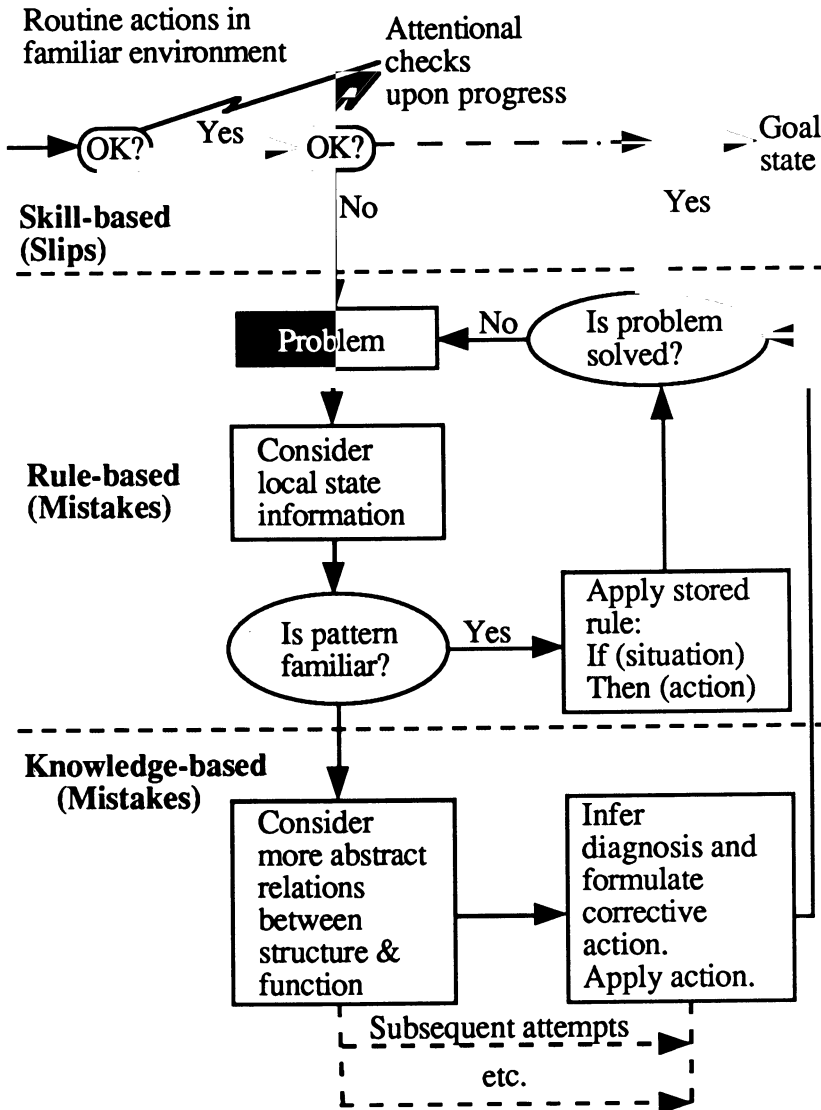 Routine actions in
familiar environment
Attentional
checks
upon progress
OK?
Yes
OK?
Goal
state
No
Yes
Skill-based
(Slips)
Problem
No
Is problem
solved?
Rule-based
(Mistakes)
Consider
local state
information
Is pattern
familiar?
Yes
Apply stored
rule:
If (situation)
Then (action)
Knowledge-based
(Mistakes)
Consider
more abstract
relations
between
structure &
function
Infer
diagnosis and
formulate
corrective
action.
Apply action.
Subsequent attempts
etc.